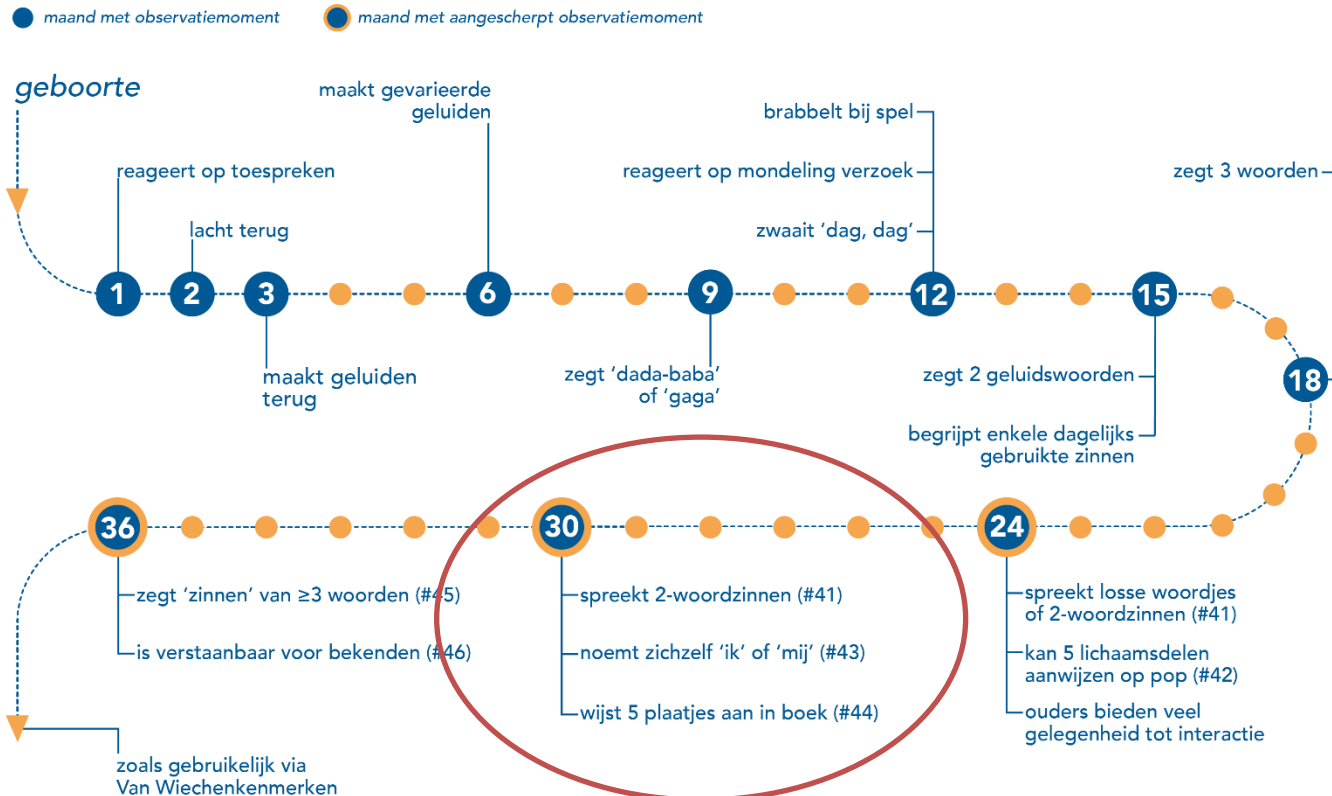 maand met observatiemoment
maand met aangescherpt observatiemoment
geboorte
maakt gevarieerde
geluiden
brabbelt bij spel
reageert op toespreken
reageert op mondeling verzoek
zegt 3 woorden
lacht terug
zwaait ‘dag, dag’
1
2
3
6
9
12
15
18
maakt geluiden
terug
zegt ‘dada-baba’
of ‘gaga’
zegt 2 geluidswoorden
begrijpt enkele dagelijks
gebruikte zinnen
36
30
24
zegt ‘zinnen’ van ≥3 woorden (#45)
is verstaanbaar voor bekenden (#46)
spreekt 2-woordzinnen (#41)
noemt zichzelf ‘ik’ of ‘mij’ (#43)
wijst 5 plaatjes aan in boek (#44)
spreekt losse woordjes
of 2-woordzinnen (#41)
kan 5 lichaamsdelen
aanwijzen op pop (#42)
ouders bieden veel
gelegenheid tot interactie
zoals gebruikelijk via
Van Wiechenkenmerken